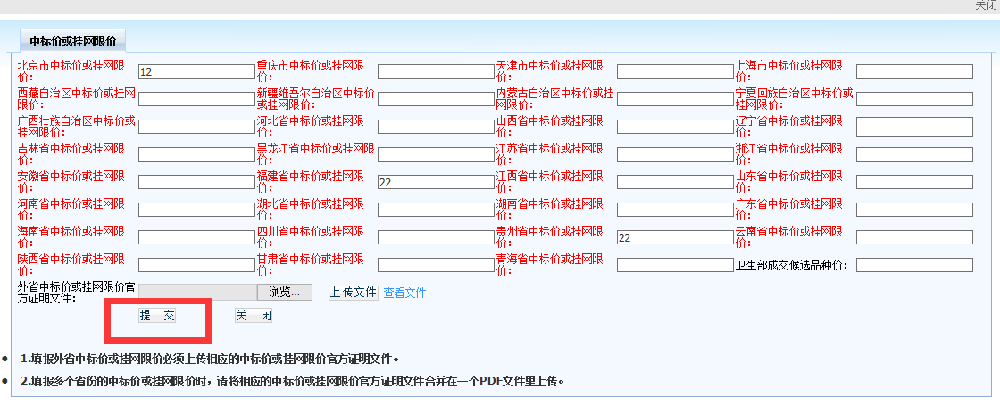 关闭
中标价或挂网限价
北京市中标价或挂网限 12 重庆市中标价或挂网限 天津市中标价或挂网限 上海市中标价或挂网限
价: 价: 价: 价:
西藏自治区中标价或挂网 新疆维吾尔自治区中标价 内蒙古自治区中标价或挂 宁夏回族自治区中标价或
限价: 或挂网限价: 网限价: 挂网限价:
广西壮族自治区中标价或 河北省中标价或挂网限 山西省中标价或挂网限 辽宁省中标价或挂网限
挂网限价: 价: 价: 价:
吉林省中标价或挂网限 黑龙江省中标价或挂网限 江苏省中标价或挂网限 浙江省中标价或挂网限
价: 价: 价: 价:
安徽省中标价或挂网限 福建省中标价或挂网限 22 江西省中标价或挂网限 山东省中标价或挂网限
价: 价: 价: 价:
河南省中标价或挂网限 湖北省中标价或挂网限 湖南省中标价或挂网限 广东省中标价或挂网限
价: 价: 价: 价:
海南省中标价或挂网限 四川省中标价或挂网限 贵州省中标价或挂网限 22 云南省中标价或挂网限
价: 价: 价: 价:
陕西省中标价或挂网限 甘肃省中标价或挂网限 青海省中标价或挂网限 卫生部成交候选品种价:
价: 价: 价:
外省中标价或挂网限价官 浏览... 上传文件 查看文件
方证明文件:
提 交 关 闭
1.填报外省中标价或挂网限价必须上传相应的中标价或挂网限价官方证明文件。
2.填报多个省份的中标价或挂网限价时，请将相应的中标价或挂网限价官方证明文件合并在一个PDF文件里上传。